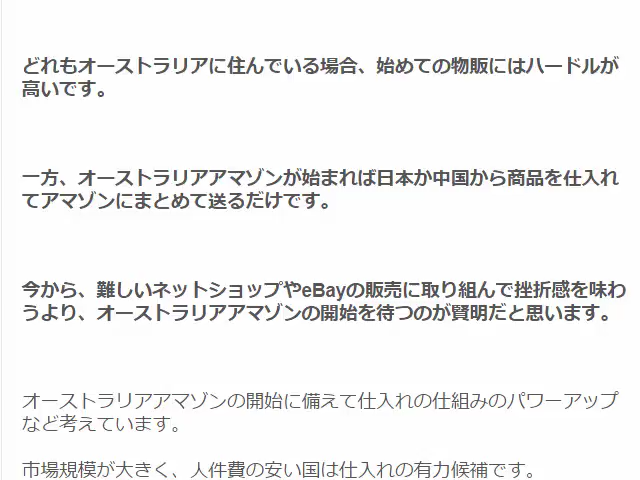 どれもオーストラリアに住んでいる場合、始めての物販にはハードルが
高いです。
一方、オーストラリアアマゾンが始まれば日本か中国から商品を仕入れ
てアマゾンにまとめて送るだけです。
今から、難しいネットショップやeBayの販売に取り組んで挫折感を味わ
うより、オーストラリアアマゾンの開始を待つのが賢明だと思います。
オーストラリアアマゾンの開始に備えて仕入れの仕組みのパワーアップ
など考えています。
市場規模が大きく、人件費の安い国は仕入れの有力候補です。